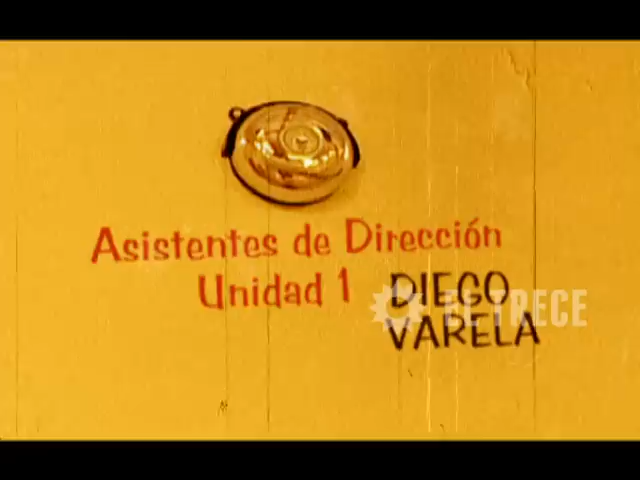 Asistentes de Dirección
Unidad 1 DIEGO
VARELA
ELTRECE